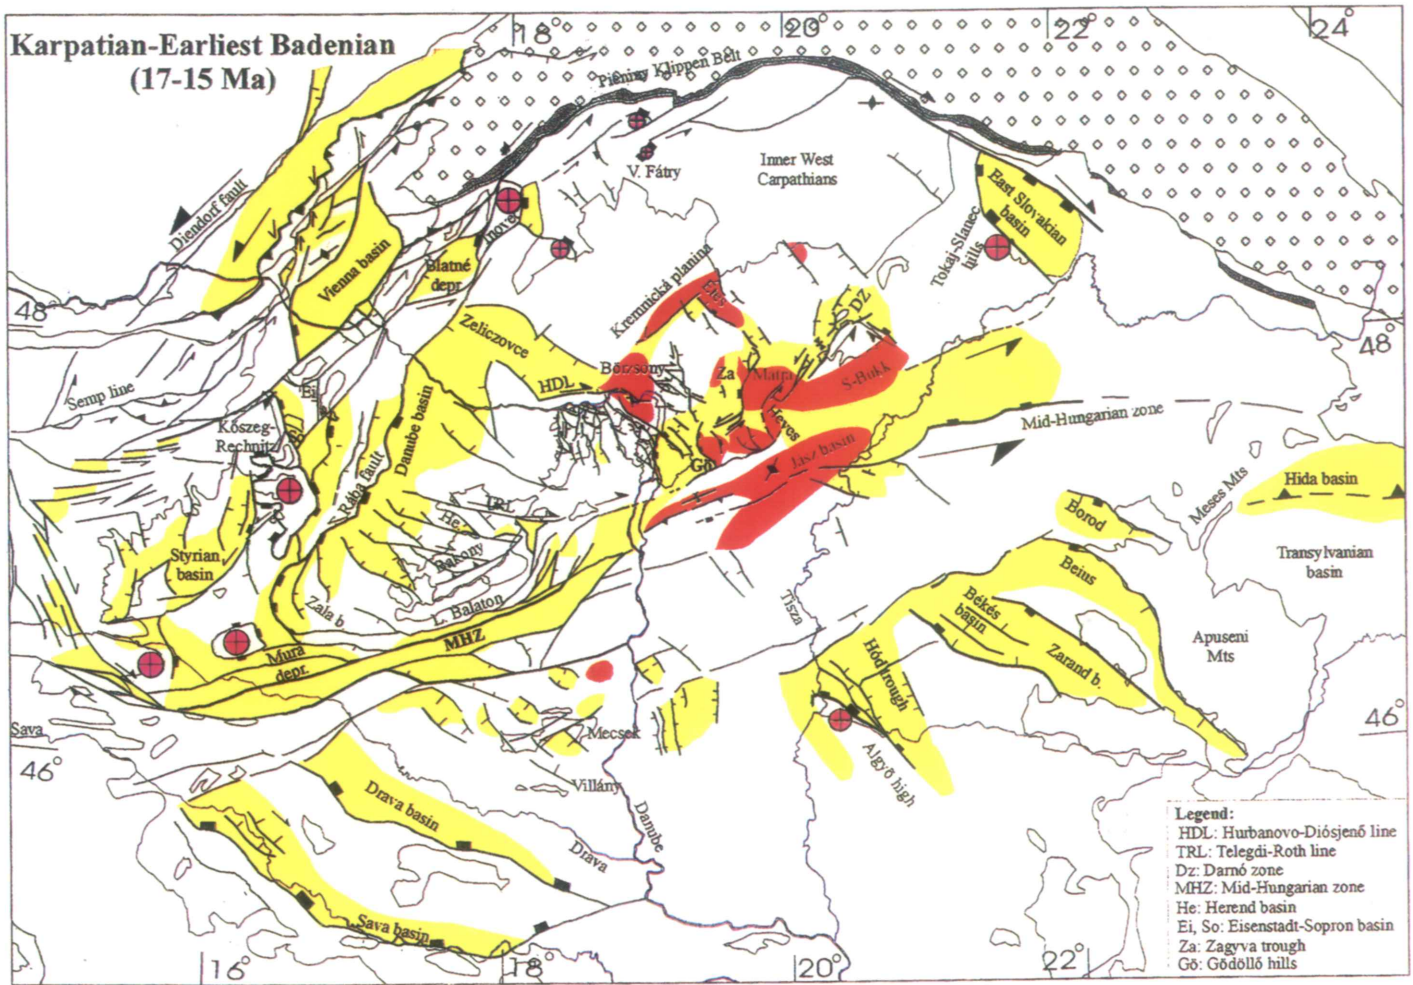 Karpatian-Earliest Badenian
(17-15 Ma)
18°
20°
22°
24°
Pieniny Klippen Belt
V. Fátry
Inner West
Carpathians
East Slovakian
basin
Tokaj-Slanec
hills
Diendorf fault
Vienna basin
Blatné
depr
Inovec
48°
48°
Kremnická planina
DZ
Zeliczovce
HDL
Börzsöny
Za
Mátra
S-Bükk
Semp line
Ei
Kőszeg-
Rechnitz
Danube basin
Rába fault
Gö
Jász basin
Mid-Hungarian zone
Meses Mts
Hida basin
Borod
TRL
He.
Bakony
Styrian
basin
Transylvanian
basin
Beius
Békés
basin
Zala b.
L. Balaton
MHZ
Tisza
Apuseni
Mts
Mura
depr.
Hód trough
Zarand b.
Sava
46°
46°
Mecsek
Algyő high
Villány
Drava basin
Danube
Drava
Sava basin
16°
18°
20°
22°
Legend:
HDL: Hurbanovo-Diósjenő line
TRL: Telegdi-Roth line
Dz: Darnó zone
MHZ: Mid-Hungarian zone
He: Herend basin
Ei, So: Eisenstadt-Sopron basin
Za: Zagyva trough
Gö: Gödöllő hills